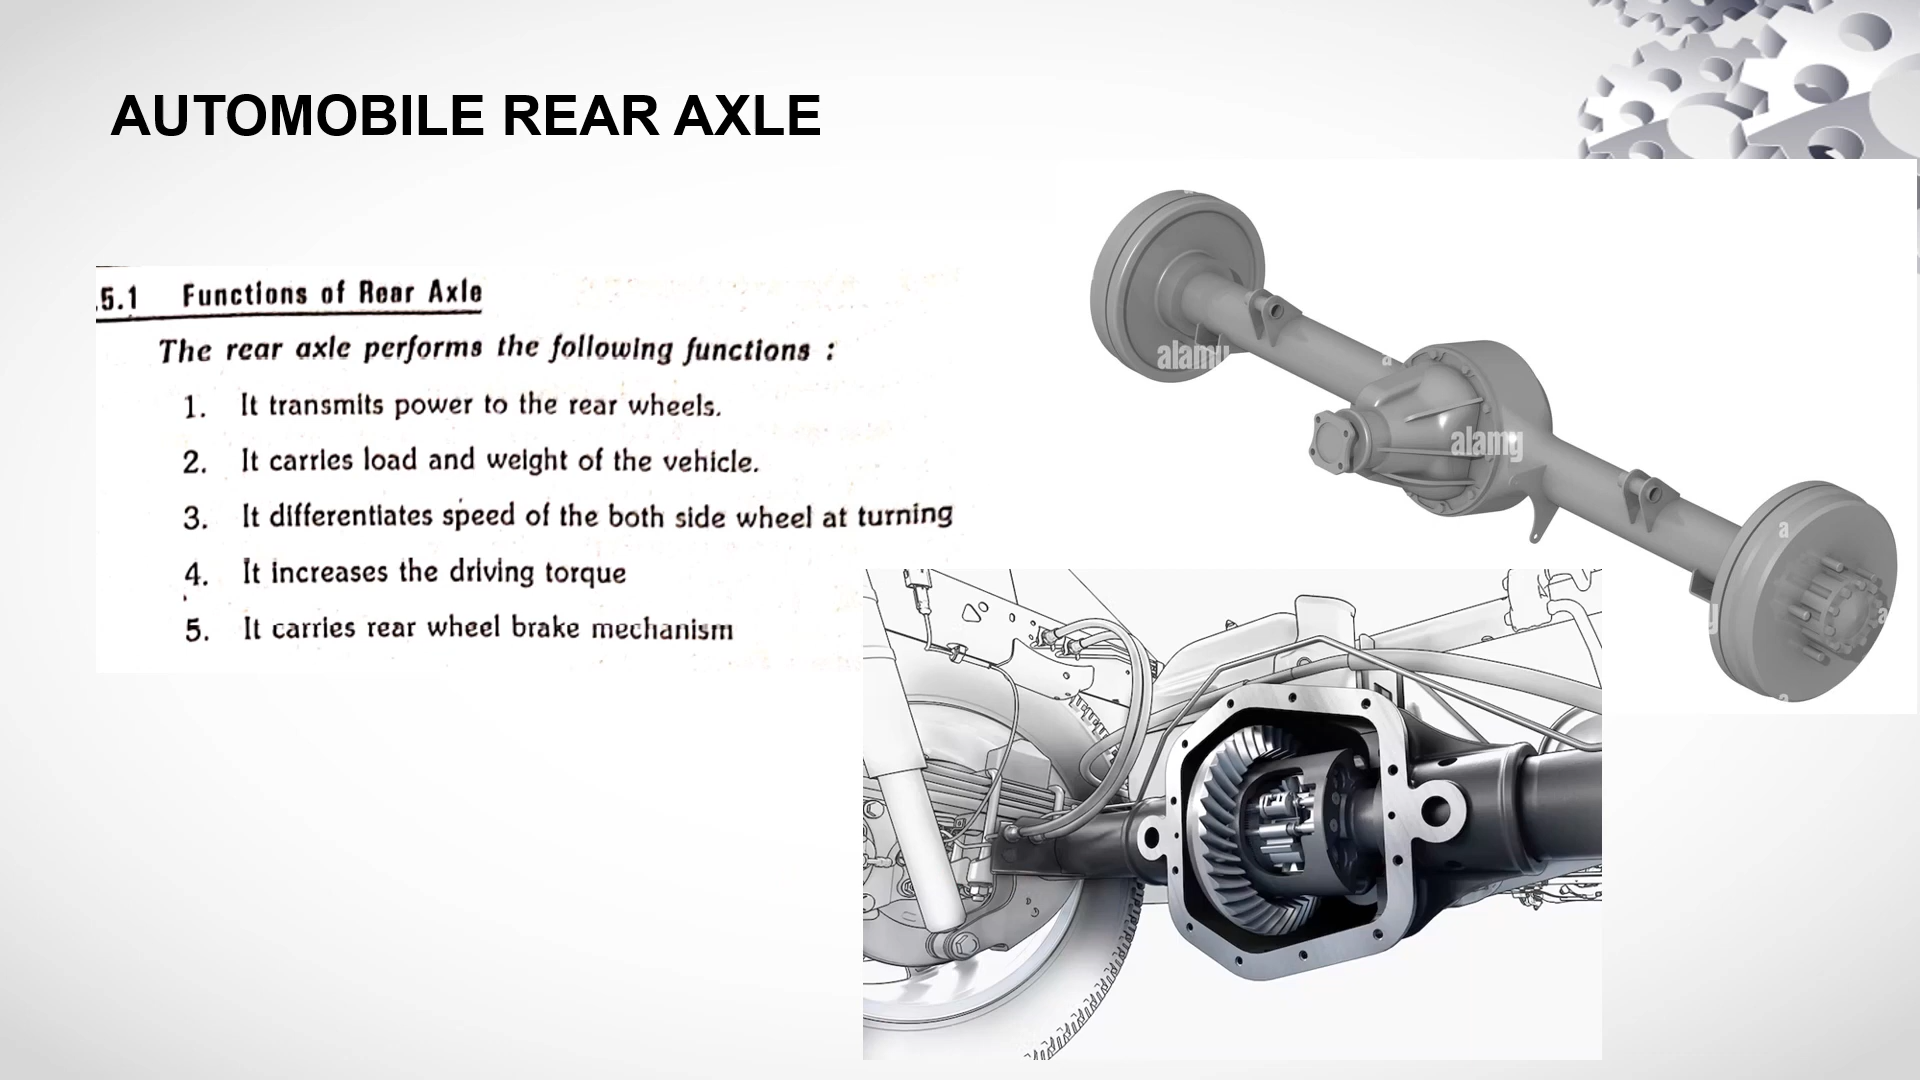 AUTOMOBILE REAR AXLE
.5.1 Functions of Rear Axle
The rear axle performs the following functions :
1. It transmits power to the rear wheels.
2. It carries load and weight of the vehicle.
3. It differentiates speed of the both side wheel at turning
4. It increases the driving torque
5. It carries rear wheel brake mechanism
alamy
a
alamy
a
a
a